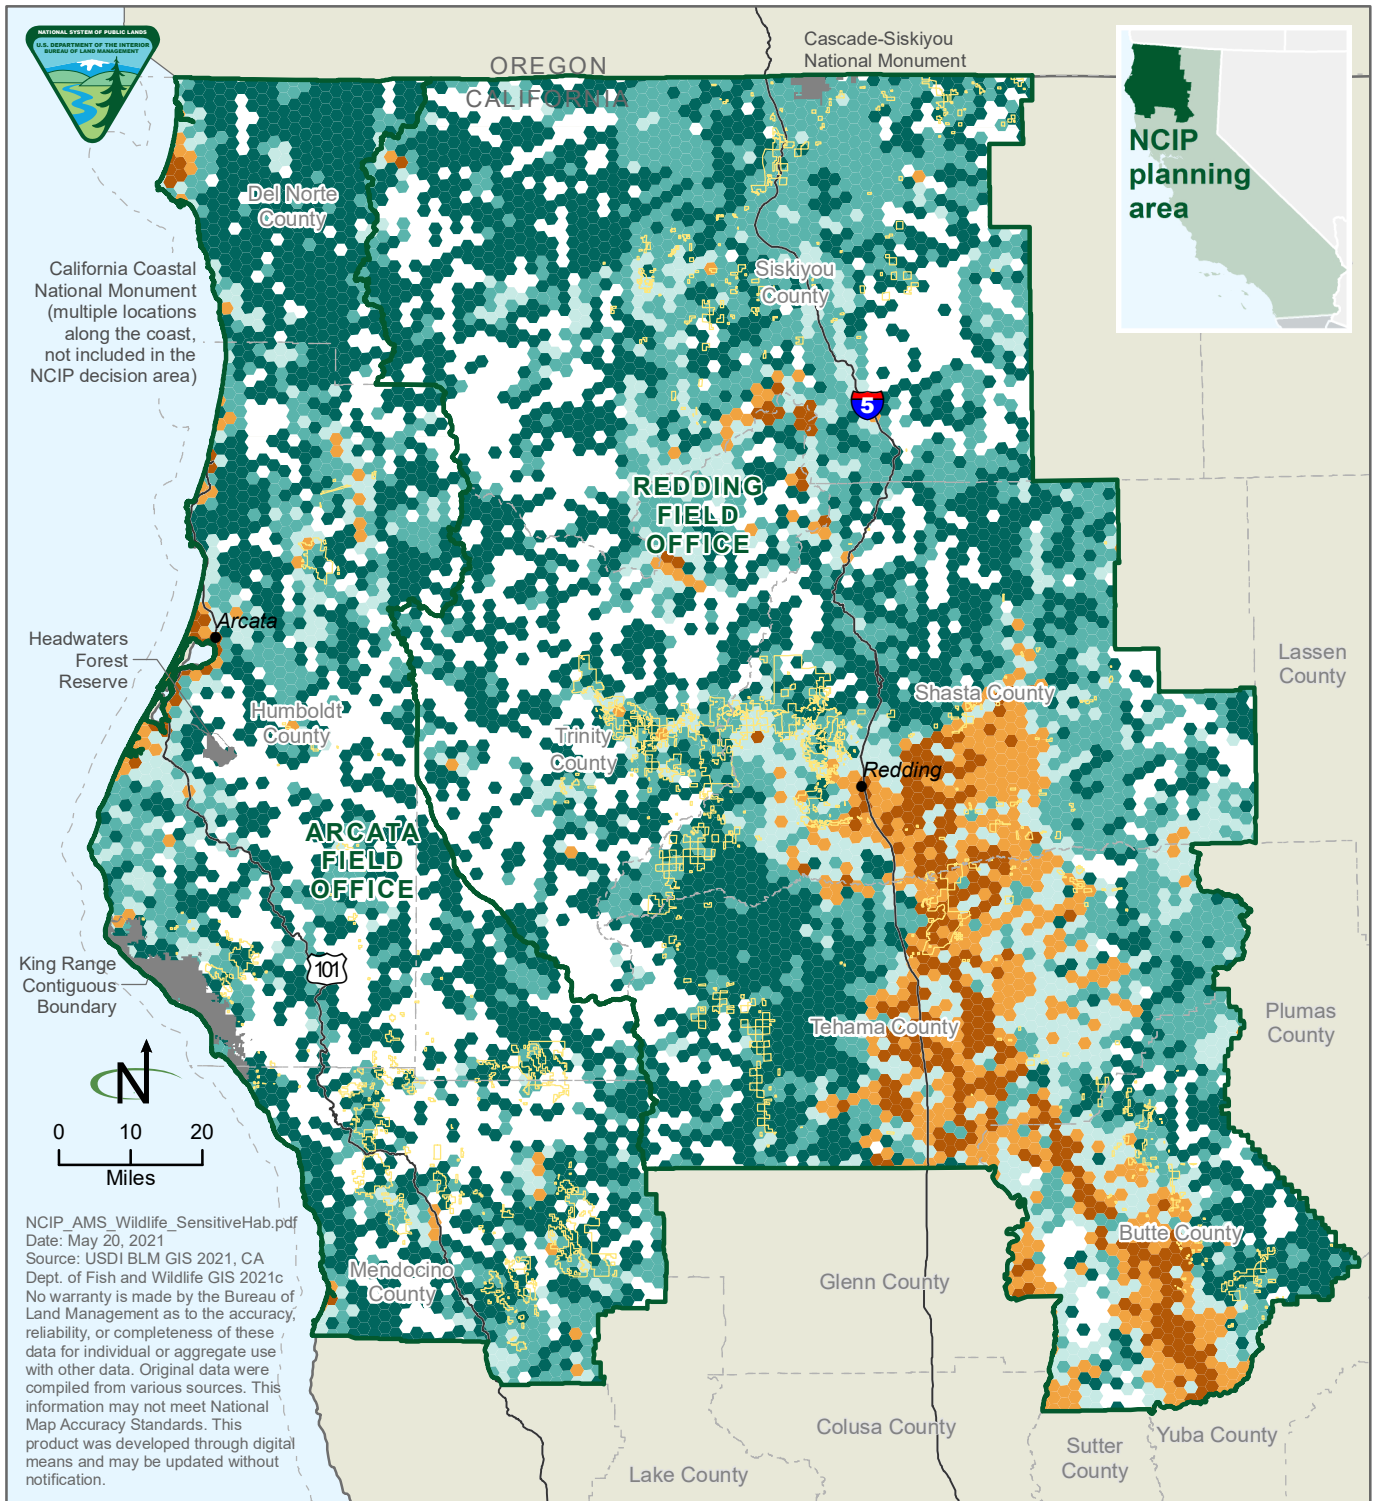 NATIONAL SYSTEM OF PUBLIC LANDS
U.S. DEPARTMENT OF THE INTERIOR
BUREAU OF LAND MANAGEMENT
OREGON
CALIFORNIA
Cascade-Siskiyou
National Monument
NCIP
planning
area
Del Norte
County
California Coastal
National Monument
(multiple locations
along the coast,
not included in the
NCIP decision area)
Siskiyou
County
5
REDDING
FIELD
OFFICE
Arcata
Headwaters
Forest
Reserve
Lassen
County
Shasta County
Humboldt
County
Trinity
County
Redding
ARCATA
FIELD
OFFICE
101
King Range
Contiguous
Boundary
Plumas
County
Tehama County
N
0 10 20
Miles
Butte County
NCIP_AMS_Wildlife_SensitiveHab.pdf
Date: May 20, 2021
Source: USDI BLM GIS 2021, CA
Dept. of Fish and Wildlife GIS 2021c
No warranty is made by the Bureau of
Land Management as to the accuracy,
reliability, or completeness of these
data for individual or aggregate use
with other data. Original data were
compiled from various sources. This
information may not meet National
Map Accuracy Standards. This
product was developed through digital
means and may be updated without
notification.
Mendocino
County
Glenn County
Colusa County
Sutter
County
Yuba County
Lake County